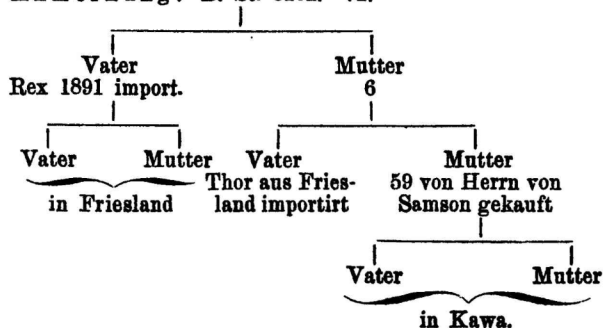 Vater Mutter
Rex 1891 import. 6
Vater Mutter Vater Mutter
Thor aus Fries- 59 von Herrn von
in Friesland land importirt Samson gekauft
Vater Mutter
in Kawa.